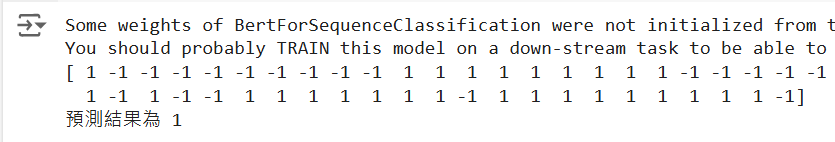 Some weights of BertForSequenceClassification were not initialized from
You should probably TRAIN this model on a down-stream task to be able to
[ 1 -1 -1 -1 -1 -1 -1 -1 -1 -1 1 1 1 1 1 1 1 1 1 1 1 -1 -1 -1 -1 -1
1 -1 1 -1 -1 1 1 1 1 1 1 1 -1 1 1 1 1 1 1 1 1 1 1 -1]
預測結果為 1